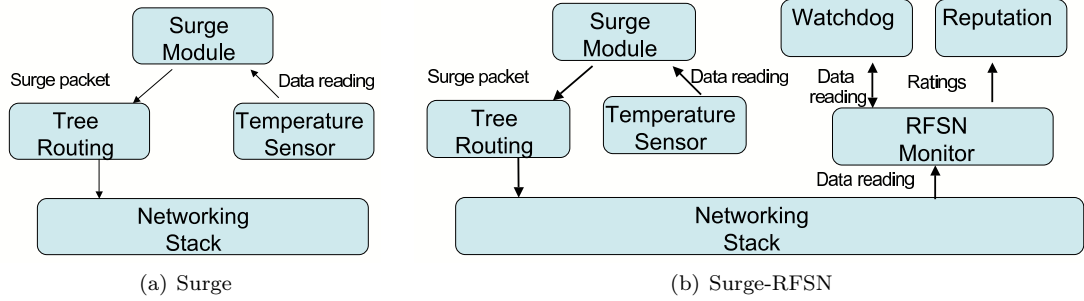 Surge
Module
Surge packet
Data reading
Tree
Routing
Temperature
Sensor
Networking
Stack
(a) Surge
Surge
Module
Watchdog
Reputation
Surge packet
Data reading
Data
reading
Ratings
Tree
Routing
Temperature
Sensor
RFSN
Monitor
Data reading
Networking
Stack
(b) Surge-RFSN